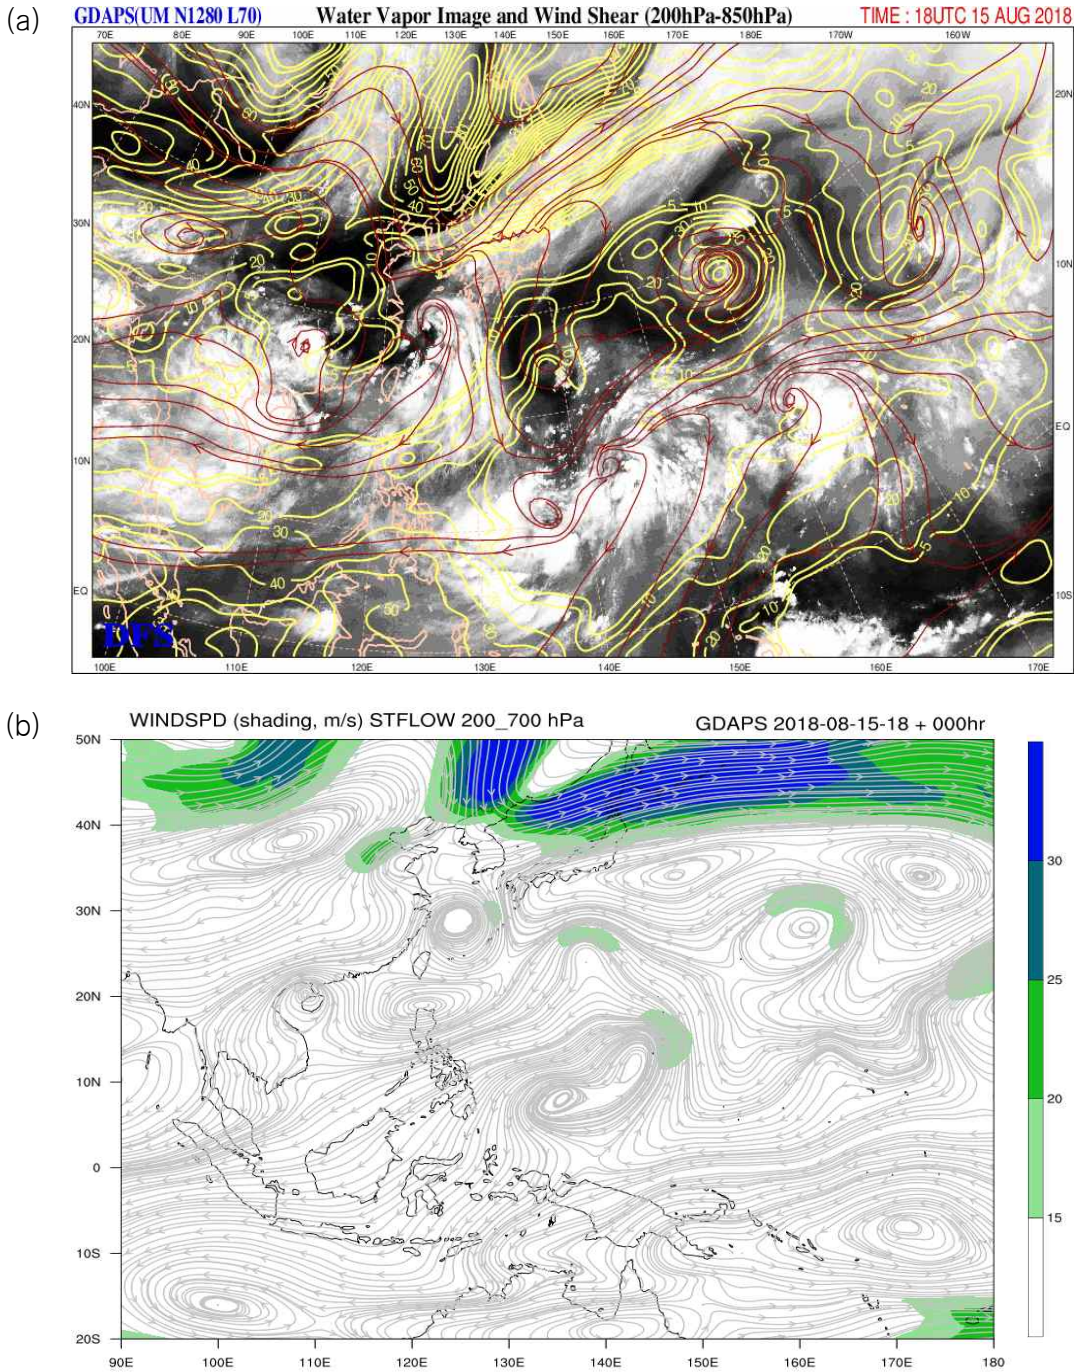 (a)
GDAPS(UM N1280 L70) Water Vapor Image and Wind Shear (200hPa-850hPa) TIME : 18UTC 15 AUG 2018
70E 80E 90E 100E 110E 120E 130E 140E 150E 160E 170E 180E 170W 160W
40N 20N
30N 10N
20N EQ
10N
EQ 10S
DFS
100E 110E 120E 130E 140E 150E 160E 170E
(b)
WINDSPD (shading, m/s) STFLOW 200_700 hPa GDAPS 2018-08-15-18 + 000hr
50N
40N
30N
20N
10N
0
10S
20S
90E 100E 110E 120E 130E 140E 150E 160E 170E 180
30
25
20
15